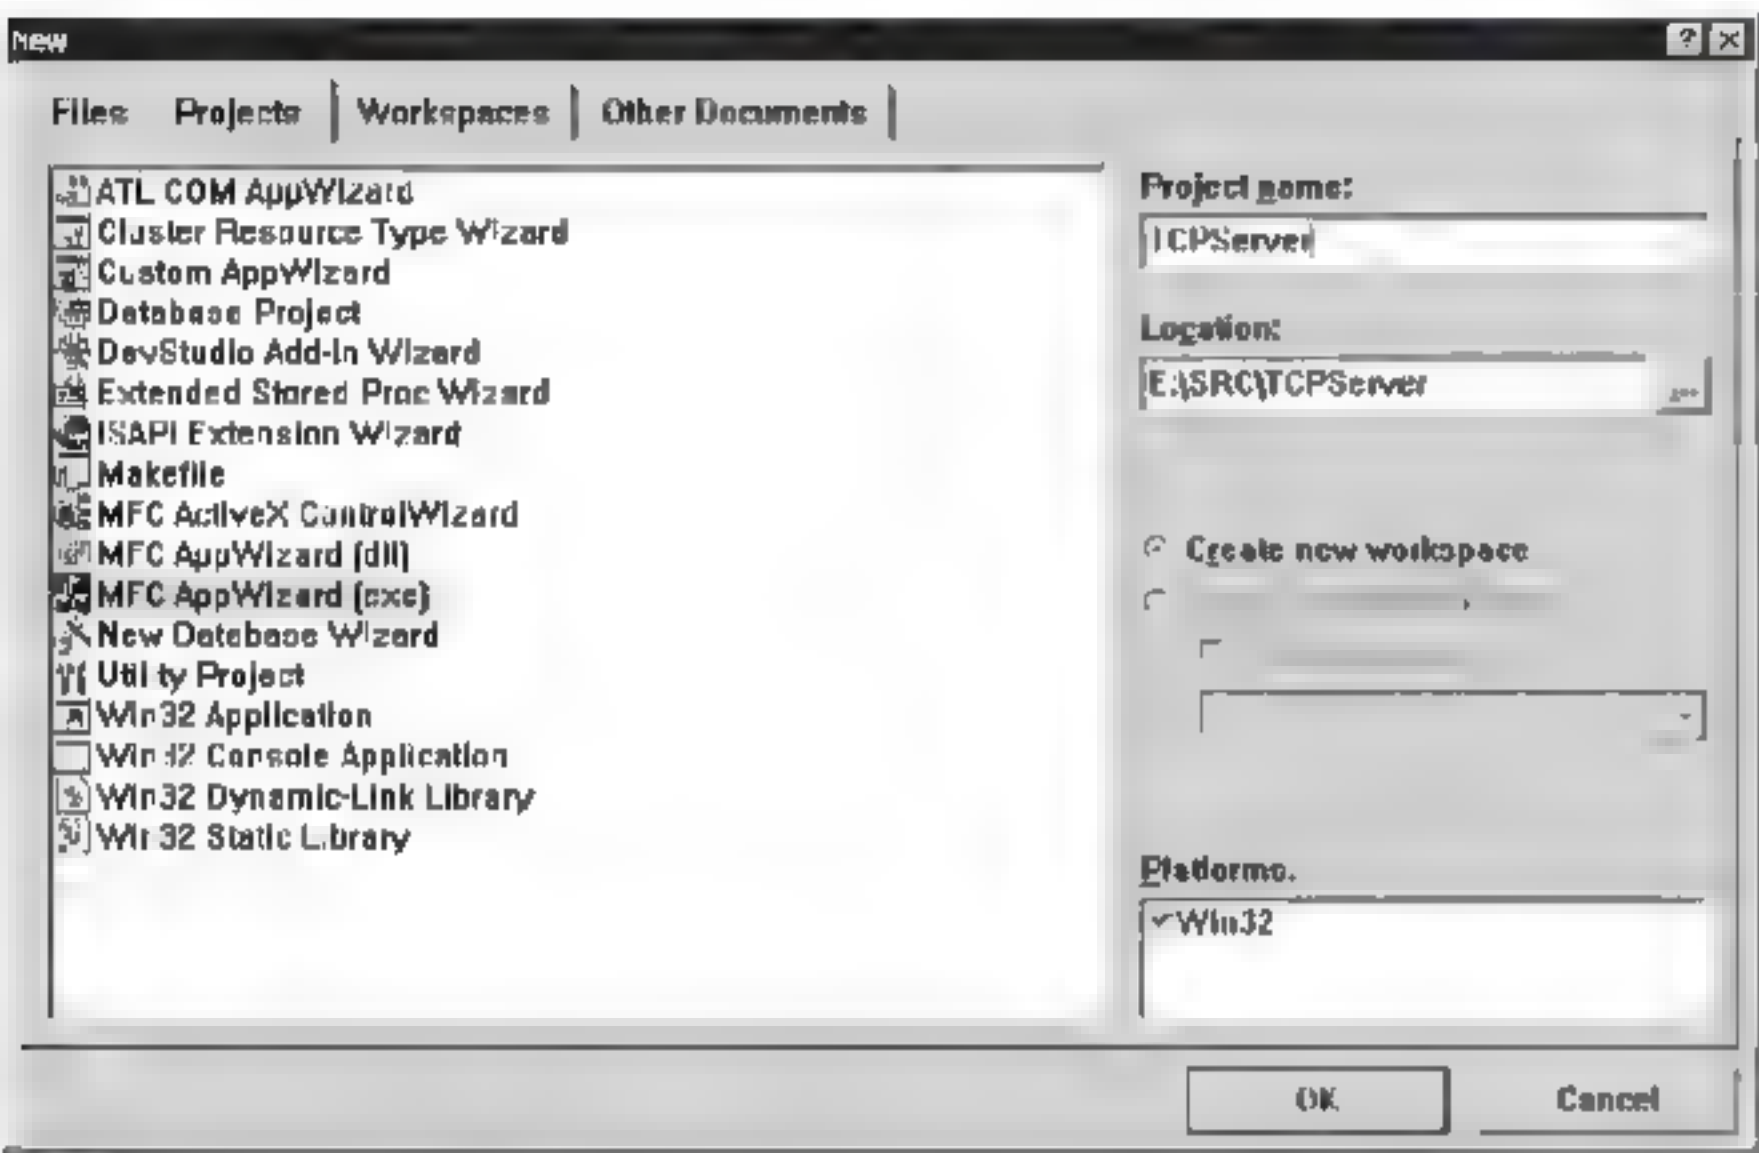 New
Files Projects Workspaces Other Documents
ATL COM AppWizard
Cluster Resource Type Wizard
Custom AppWizard
Database Project
DevStudio Add-in Wizard
Extended Stored Proc Wizard
ISAPI Extension Wizard
Makefile
MFC ActiveX ControlWizard
MFC AppWizard (dll)
MFC AppWizard (exe)
New Database Wizard
Utility Project
Win32 Application
Win32 Console Application
Win32 Dynamic-Link Library
Win32 Static Library
Project name:
TCPServer
Location:
E:\SRC\TCPServer
...
Create new workspace
Platforms:
Win32
OK Cancel